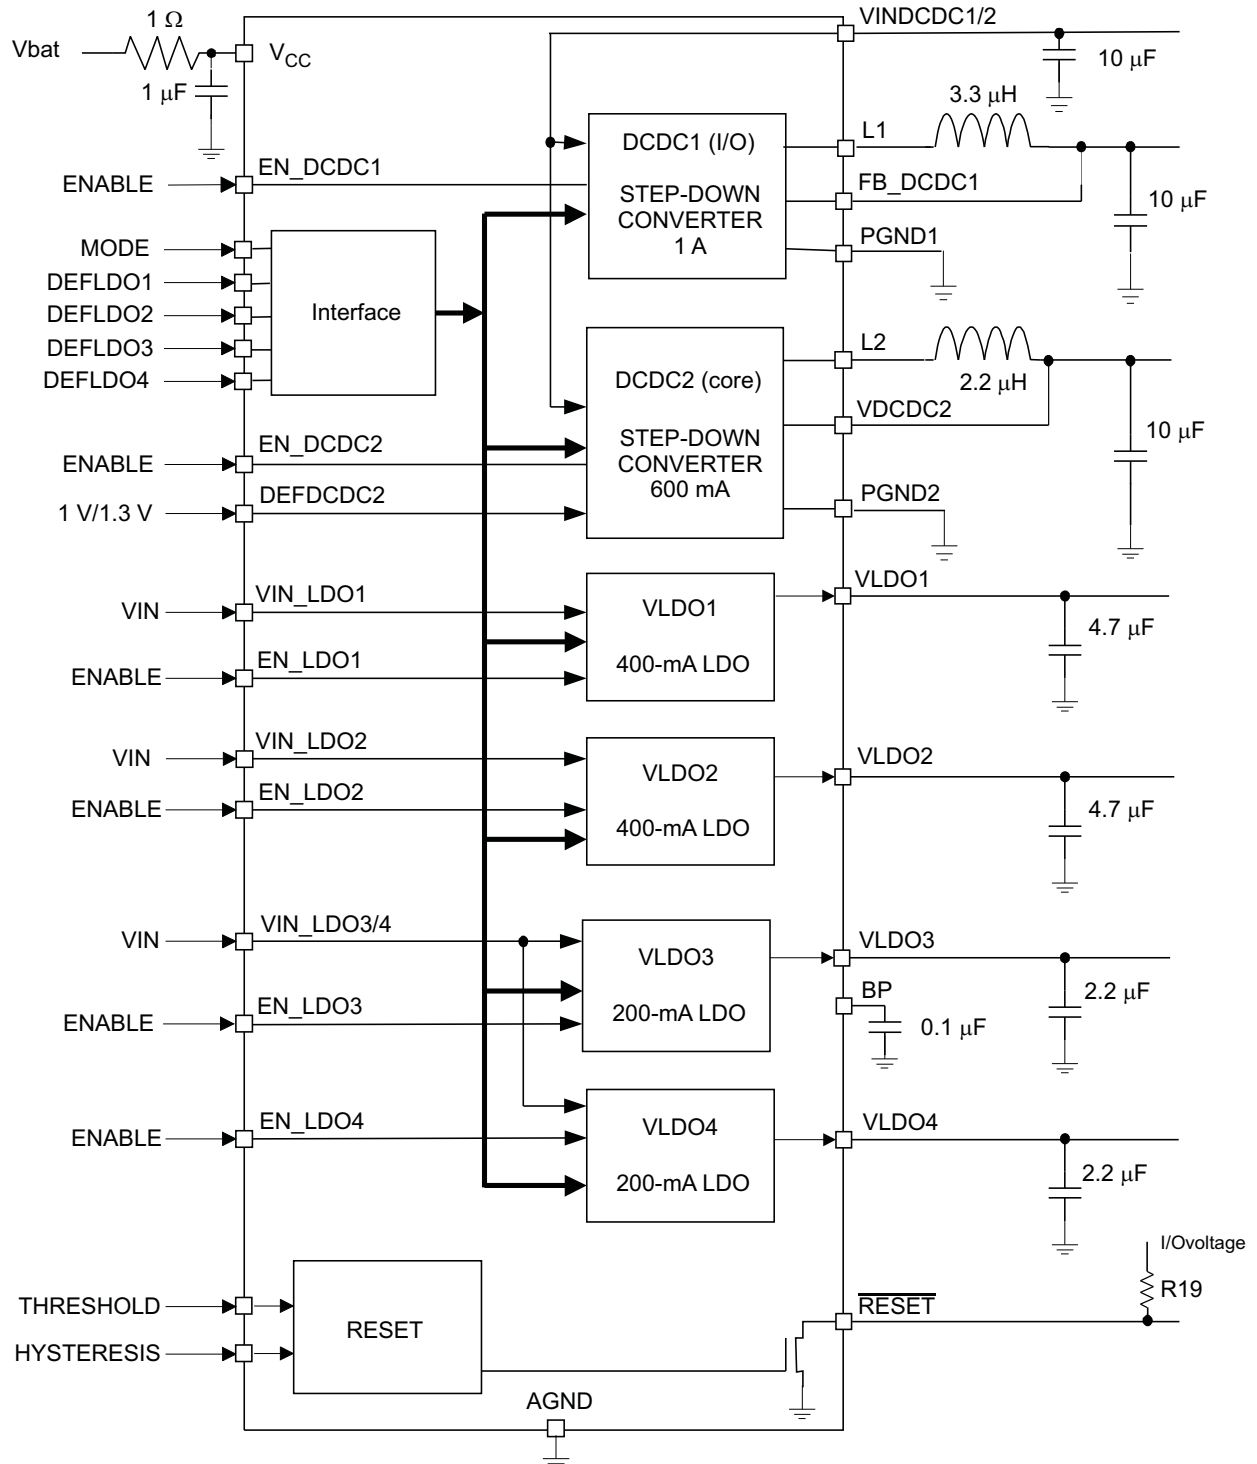 1 Ω
Vbat
VCC
1 μF
VINDCDC1/2
10 μF
3.3 μH
DCDC1 (I/O)
STEP-DOWN
CONVERTER
1 A
L1
FB_DCDC1
10 μF
PGND1
ENABLE
EN_DCDC1
MODE
DEFLDO1
DEFLDO2
DEFLDO3
DEFLDO4
Interface
L2
2.2 μH
DCDC2 (core)
STEP-DOWN
CONVERTER
600 mA
VDCDC2
10 μF
PGND2
ENABLE
EN_DCDC2
1 V/1.3 V
DEFDCDC2
VIN
VIN_LDO1
VLDO1
400-mA LDO
VLDO1
4.7 μF
ENABLE
EN_LDO1
VIN
VIN_LDO2
VLDO2
400-mA LDO
VLDO2
4.7 μF
ENABLE
EN_LDO2
VIN
VIN_LDO3/4
VLDO3
200-mA LDO
VLDO3
2.2 μF
BP
0.1 μF
ENABLE
EN_LDO3
ENABLE
EN_LDO4
VLDO4
200-mA LDO
VLDO4
2.2 μF
I/Ovoltage
R19
THRESHOLD
HYSTERESIS
RESET
RESET
AGND